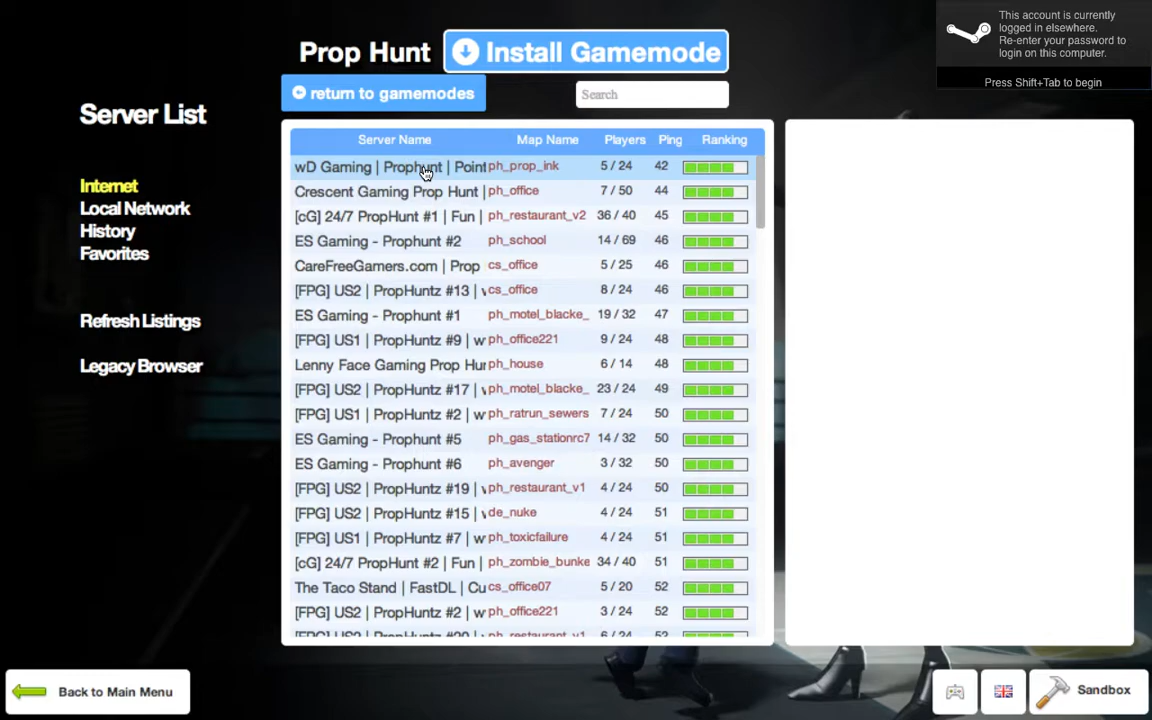 This account is currently
logged in elsewhere.
Re-enter your password to
login on this computer.
Press Shift+Tab to begin
Prop Hunt
Install Gamemode
return to gamemodes
Search
Server List
Internet
Local Network
History
Favorites
Refresh Listings
Legacy Browser
Server Name Map Name Players Ping Ranking
wD Gaming | Prophunt | Point ph_prop_ink 5 / 24 42
Crescent Gaming Prop Hunt | ph_office 7 / 50 44
[cG] 24/7 PropHunt #1 | Fun | ph_restaurant_v2 36 / 40 45
ES Gaming - Prophunt #2 ph_school 14 / 69 46
CareFreeGamers.com | Prop cs_office 5 / 25 46
[FPG] US2 | PropHuntz #13 | cs_office 8 / 24 46
ES Gaming - Prophunt #1 ph_motel_blacke_ 19 / 32 47
[FPG] US1 | PropHuntz #9 | w ph_office221 9 / 24 48
Lenny Face Gaming Prop Hur ph_house 6 / 14 48
[FPG] US2 | PropHuntz #17 | ph_motel_blacke_ 23 / 24 49
[FPG] US1 | PropHuntz #2 | w ph_ratrun_sewers 7 / 24 50
ES Gaming - Prophunt #5 ph_gas_stationrc7 14 / 32 50
ES Gaming - Prophunt #6 ph_avenger 3 / 32 50
[FPG] US2 | PropHuntz #19 | ph_restaurant_v1 4 / 24 50
[FPG] US2 | PropHuntz #15 | de_nuke 4 / 24 51
[FPG] US1 | PropHuntz #7 | w ph_toxicfailure 4 / 24 51
[cG] 24/7 PropHunt #2 | Fun | ph_zombie_bunke 34 / 40 51
The Taco Stand | FastDL | Cu cs_office07 5 / 20 52
[FPG] US2 | PropHuntz #2 | w ph_office221 3 / 24 52
[FPG] US2 | PropHuntz #20 | ph_restaurant_v1 6 / 24 52
Back to Main Menu
Sandbox